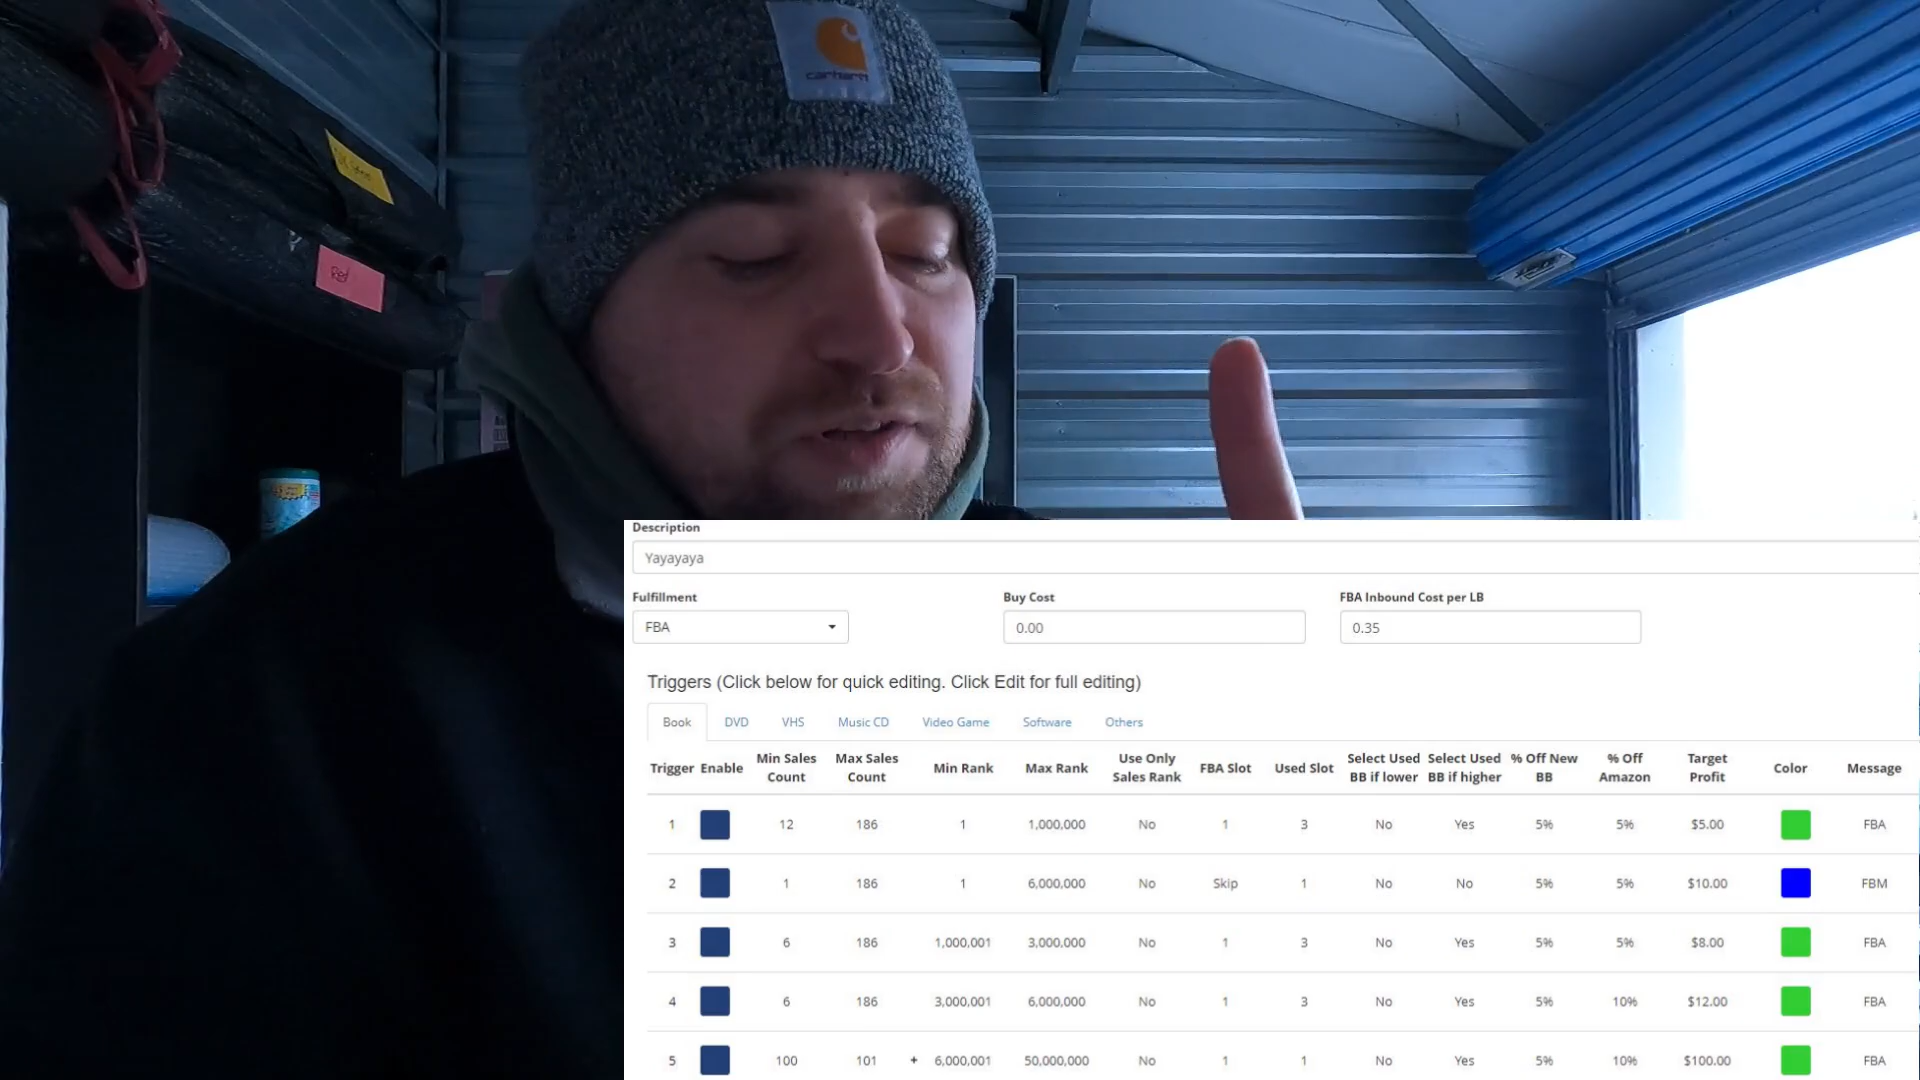 carhartt
Red
Description
Yayayaya
Fulfillment
Buy Cost
FBA Inbound Cost per LB
FBA
0.00
0.35
Triggers (Click below for quick editing. Click Edit for full editing)
Book DVD VHS Music CD Video Game Software Others
Trigger Enable Min Sales Count Max Sales Count Min Rank Max Rank Use Only Sales Rank FBA Slot Used Slot Select Used BB if lower Select Used BB if higher % Off New BB % Off Amazon Target Profit Color Message
1 12 186 1 1,000,000 No 1 3 No Yes 5% 5% $5.00 FBA
2 1 186 1 6,000,000 No Skip 1 No No 5% 5% $10.00 FBM
3 6 186 1,000,001 3,000,000 No 1 3 No Yes 5% 5% $8.00 FBA
4 6 186 3,000,001 6,000,000 No 1 3 No Yes 5% 10% $12.00 FBA
5 100 101 + 6,000,001 50,000,000 No 1 1 No Yes 5% 10% $100.00 FBA